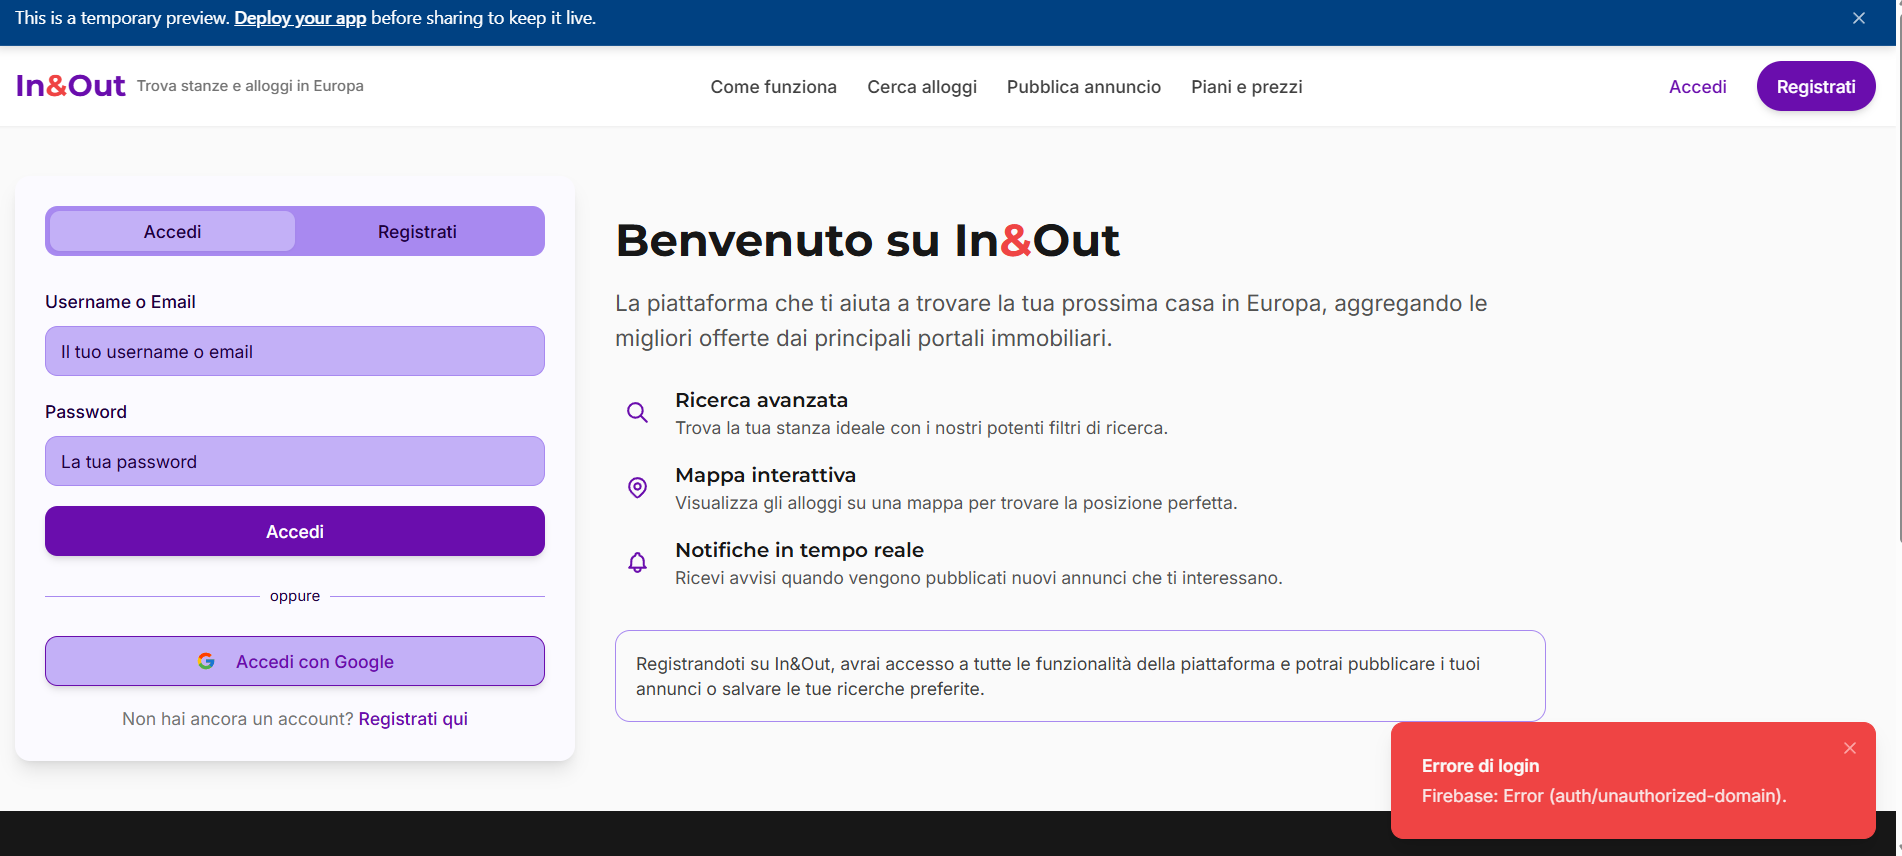 This is a temporary preview. Deploy your app before sharing to keep it live.
In&Out Trova stanze e alloggi in Europa
Come funziona Cerca alloggi Pubblica annuncio Piani e prezzi
Accedi Registrati
Accedi Registrati
Username o Email
Il tuo username o email
Password
La tua password
Accedi
oppure
Accedi con Google
Non hai ancora un account? Registrati qui
Benvenuto su In&Out
La piattaforma che ti aiuta a trovare la tua prossima casa in Europa, aggregando le
migliori offerte dai principali portali immobiliari.
Ricerca avanzata
Trova la tua stanza ideale con i nostri potenti filtri di ricerca.
Mappa interattiva
Visualizza gli alloggi su una mappa per trovare la posizione perfetta.
Notifiche in tempo reale
Ricevi avvisi quando vengono pubblicati nuovi annunci che ti interessano.
Registrandoti su In&Out, avrai accesso a tutte le funzionalità della piattaforma e potrai pubblicare i tuoi
annunci o salvare le tue ricerche preferite.
Errore di login
Firebase: Error (auth/unauthorized-domain).